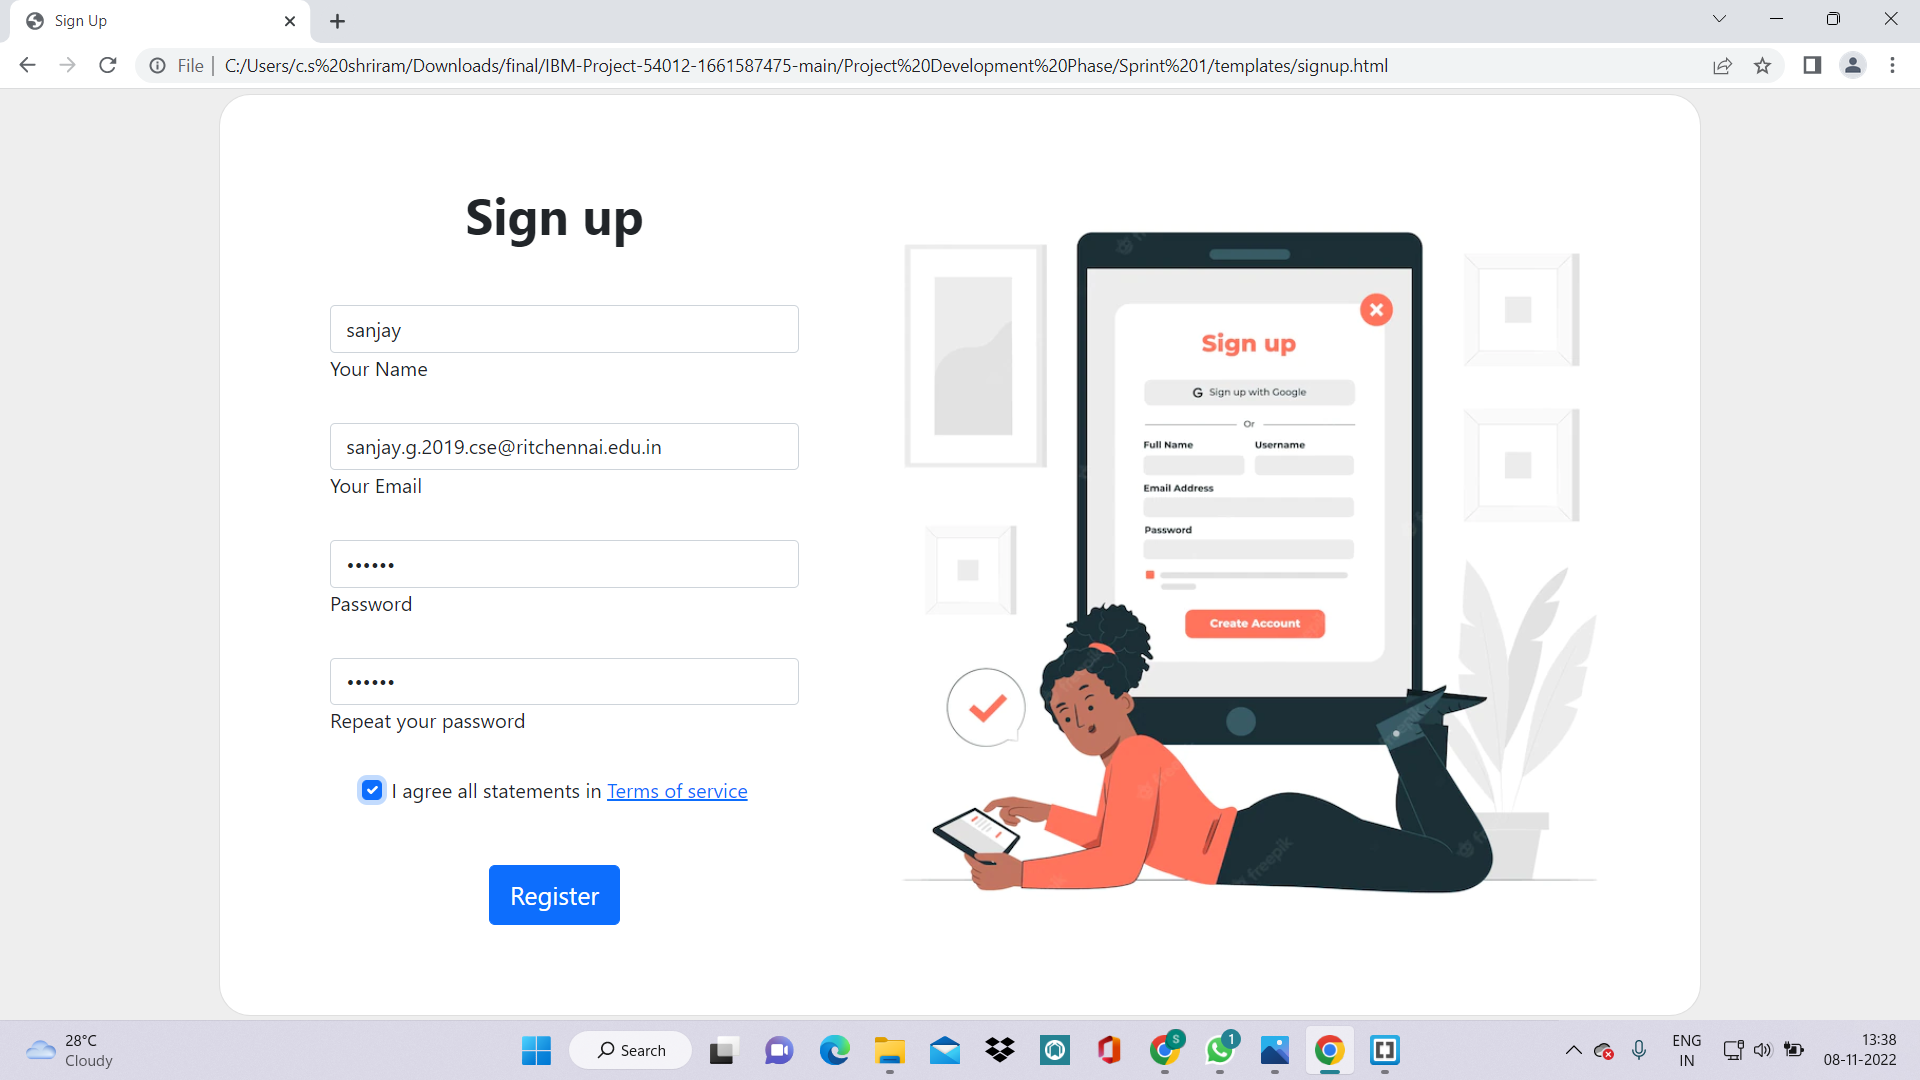 Sign Up
File
C:/Users/c.s%20shriram/Downloads/final/IBM-Project-54012-1661587475-main/Project%20Development%20Phase/Sprint%201/templates/signup.html
Sign up
sanjay
Your Name
sanjay.g.2019.cse@ritchennai.edu.in
Your Email
••••••
Password
••••••
Repeat your password
I agree all statements in Terms of service
Register
Sign up
G Sign up with Google
Or
Full Name Username
Email Address
Password
Create Account
freepik
28°C
Cloudy
Search
S
1
ENG
IN
13:38
08-11-2022